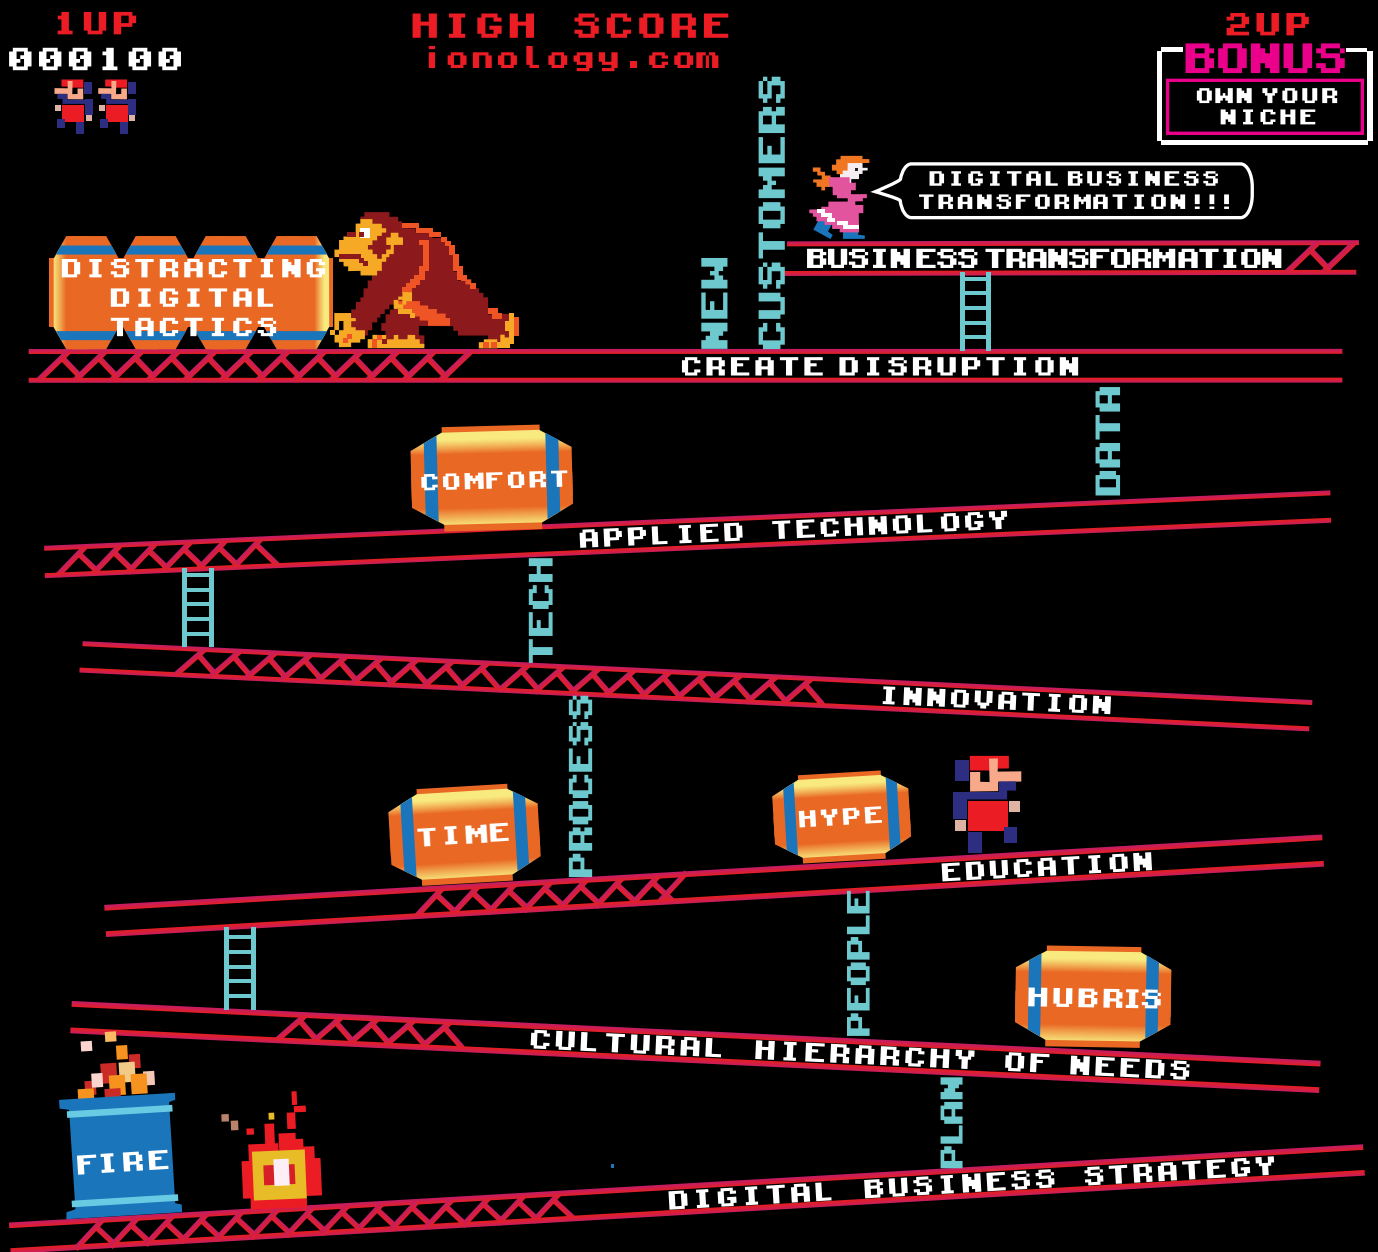 1UP
HIGH SCORE
2UP
000100
ionology.com
BONUS
OWN YOUR
NICHE
CUSTOMERS
DIGITAL BUSINESS
TRANSFORMATION!!!
BUSINESS TRANSFORMATION
DISTRACTING
DIGITAL
TACTICS
NEW
CREATE DISRUPTION
DATA
COMFORT
APPLIED TECHNOLOGY
TECH
INNOVATION
PROCESS
TIME
HYPE
EDUCATION
PEOPLE
HUBRIS
CULTURAL HIERARCHY OF NEEDS
PLAN
FIRE
DIGITAL BUSINESS STRATEGY